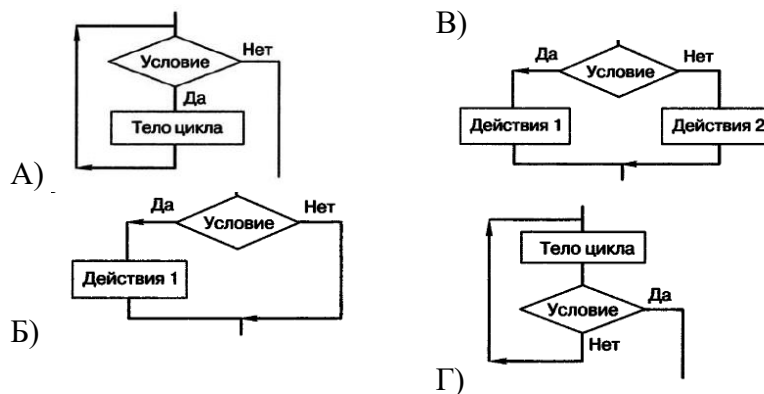 Условие
Нет
Да
Тело цикла
А)
В)
Да
Нет
Условие
Действия 1
Действия 2
Да
Нет
Условие
Действия 1
Б)
Тело цикла
Условие
Да
Нет
Г)